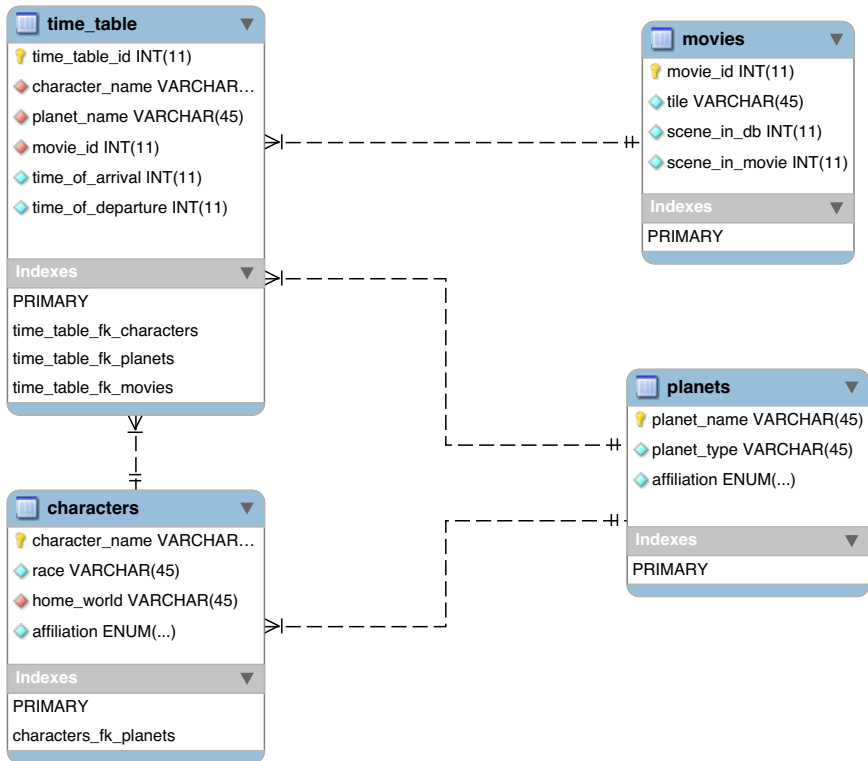 time_table
time_table_id INT(11)
character_name VARCHAR…
planet_name VARCHAR(45)
movie_id INT(11)
time_of_arrival INT(11)
time_of_departure INT(11)
Indexes
PRIMARY
time_table_fk_characters
time_table_fk_planets
time_table_fk_movies
movies
movie_id INT(11)
tile VARCHAR(45)
scene_in_db INT(11)
scene_in_movie INT(11)
Indexes
PRIMARY
planets
planet_name VARCHAR(45)
planet_type VARCHAR(45)
affiliation ENUM(...)
Indexes
PRIMARY
characters
character_name VARCHAR…
race VARCHAR(45)
home_world VARCHAR(45)
affiliation ENUM(...)
Indexes
PRIMARY
characters_fk_planets